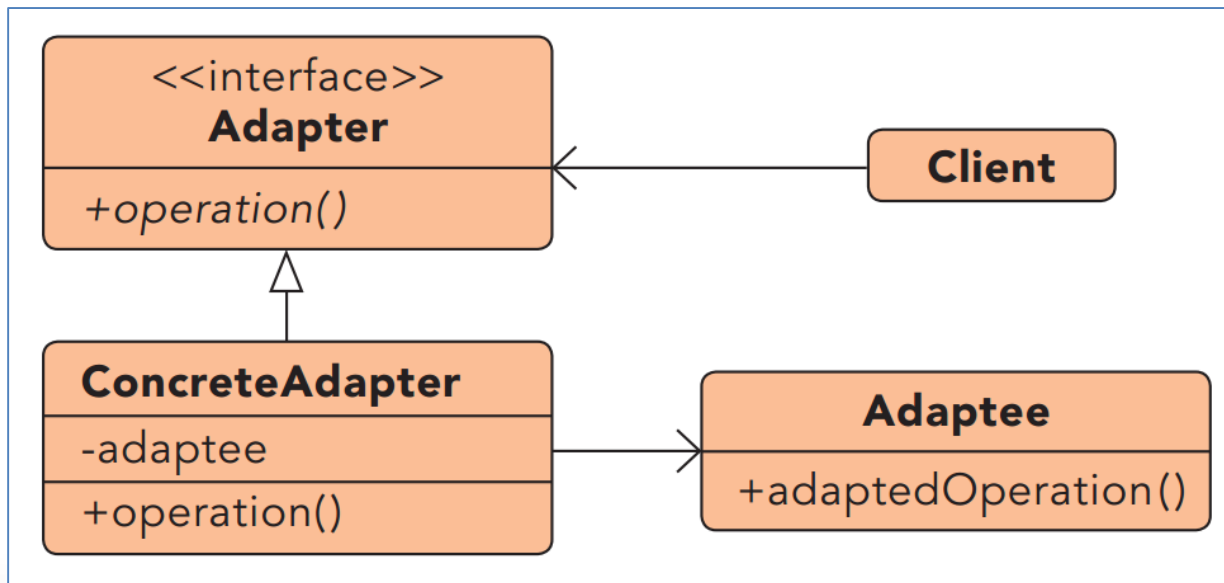 <<interface>>
Adapter
+operation()
Client
ConcreteAdapter
-adaptee
+operation()
Adaptee
+adaptedOperation()